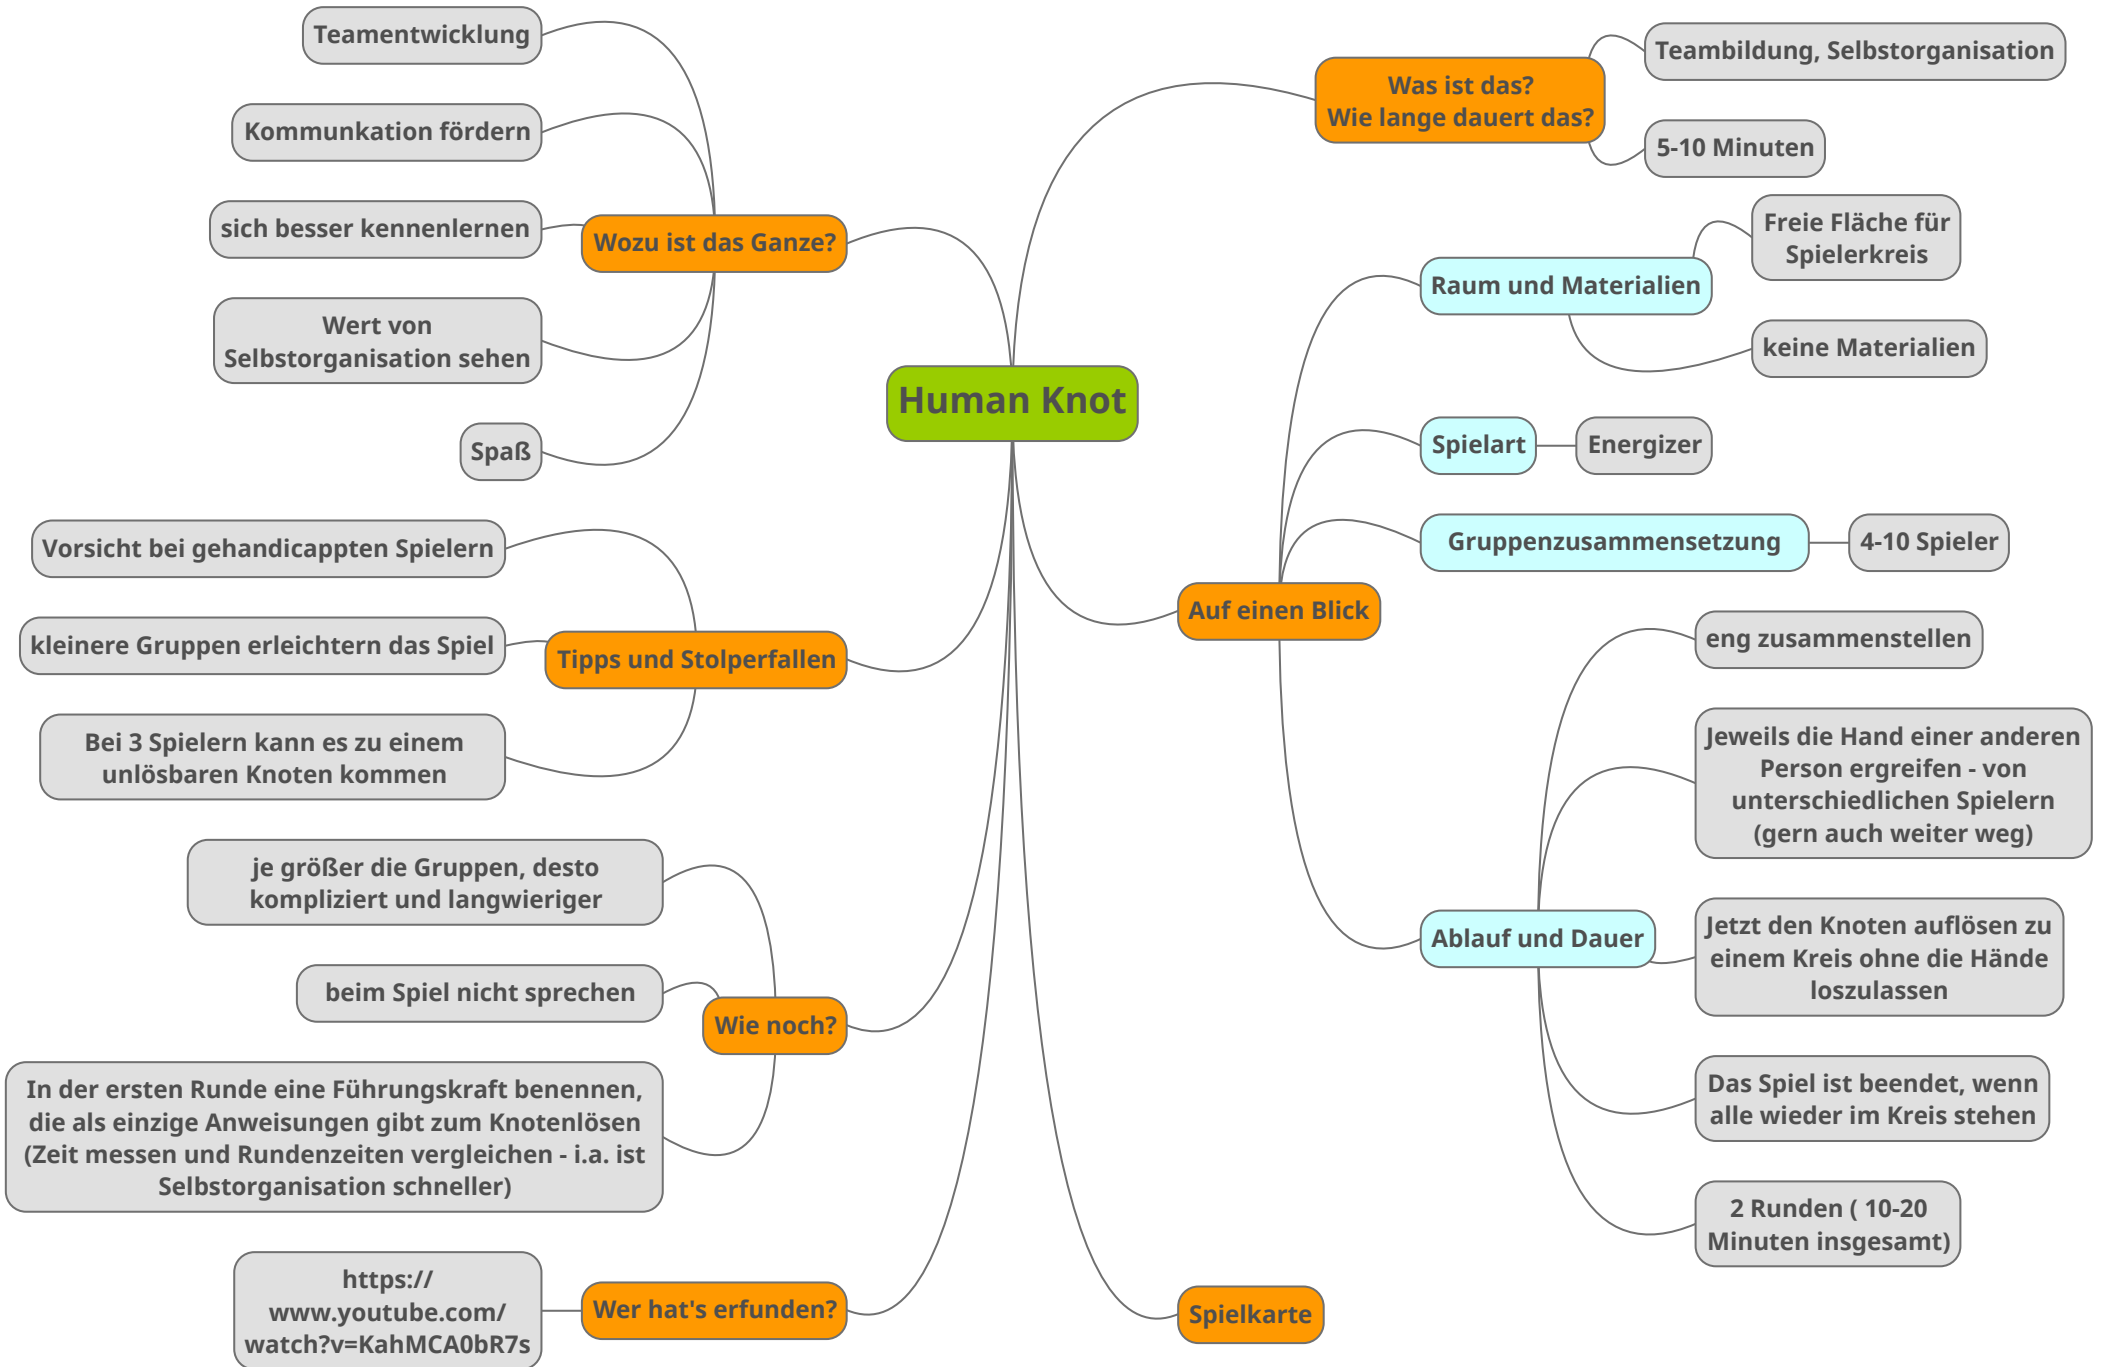 Human Knot
Was ist das?
Wie lange dauert das?
Teambildung, Selbstorganisation
5-10 Minuten
Auf einen Blick
Raum und Materialien
Freie Fläche für
Spielerkreis
keine Materialien
Spielart
Energizer
Gruppenzusammensetzung
4-10 Spieler
Ablauf und Dauer
eng zusammenstellen
Jeweils die Hand einer anderen
Person ergreifen - von
unterschiedlichen Spielern
(gern auch weiter weg)
Jetzt den Knoten auflösen zu
einem Kreis ohne die Hände
loszulassen
Das Spiel ist beendet, wenn
alle wieder im Kreis stehen
2 Runden ( 10-20
Minuten insgesamt)
Spielkarte
Wozu ist das Ganze?
Teamentwicklung
Kommunkation fördern
sich besser kennenlernen
Wert von
Selbstorganisation sehen
Spaß
Tipps und Stolperfallen
Vorsicht bei gehandicappten Spielern
kleinere Gruppen erleichtern das Spiel
Bei 3 Spielern kann es zu einem
unlösbaren Knoten kommen
Wie noch?
je größer die Gruppen, desto
kompliziert und langwieriger
beim Spiel nicht sprechen
In der ersten Runde eine Führungskraft benennen,
die als einzige Anweisungen gibt zum Knotenlösen
(Zeit messen und Rundenzeiten vergleichen - i.a. ist
Selbstorganisation schneller)
Wer hat's erfunden?
https://
www.youtube.com/
watch?v=KahMCA0bR7s